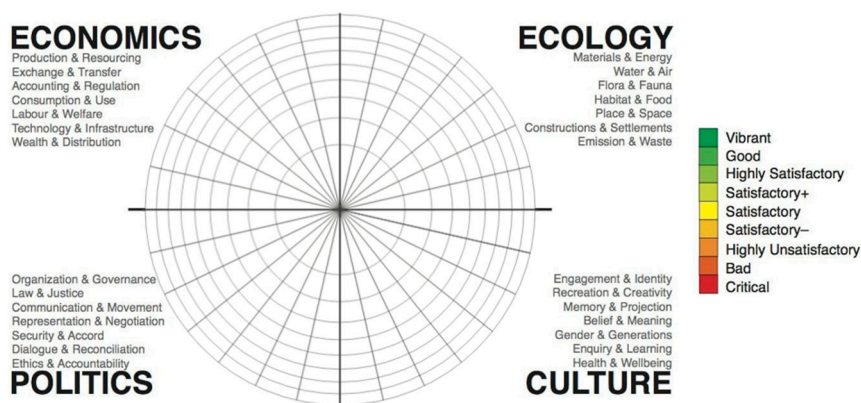 ECONOMICS
Production & Resourcing
Exchange & Transfer
Accounting & Regulation
Consumption & Use
Labour & Welfare
Technology & Infrastructure
Wealth & Distribution
ECOLOGY
Materials & Energy
Water & Air
Flora & Fauna
Habitat & Food
Place & Space
Constructions & Settlements
Emission & Waste
Vibrant
Good
Highly Satisfactory
Satisfactory+
Satisfactory
Satisfactory–
Highly Unsatisfactory
Bad
Critical
Organization & Governance
Law & Justice
Communication & Movement
Representation & Negotiation
Security & Accord
Dialogue & Reconciliation
Ethics & Accountability
POLITICS
Engagement & Identity
Recreation & Creativity
Memory & Projection
Belief & Meaning
Gender & Generations
Enquiry & Learning
Health & Wellbeing
CULTURE